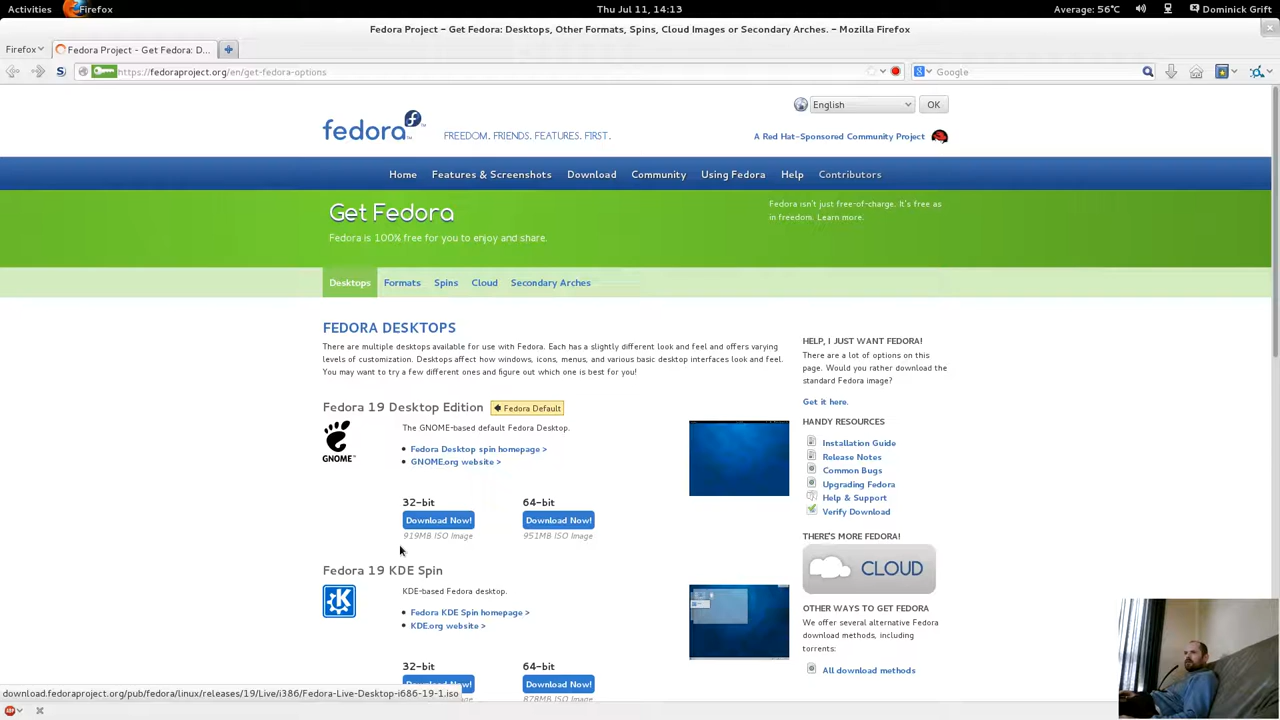 Activities Firefox Thu Jul 11, 14:13 Average: 56°C Dominick Grift
Fedora Project - Get Fedora: Desktops, Other Formats, Spins, Cloud Images or Secondary Arches. - Mozilla Firefox
Firefox Fedora Project - Get Fedora: D...
https://fedoraproject.org/en/get-fedora-options Google
English OK
fedora FREEDOM. FRIENDS. FEATURES. FIRST. A Red Hat-Sponsored Community Project
Home Features & Screenshots Download Community Using Fedora Help Contributors
Get Fedora
Fedora is 100% free for you to enjoy and share.
Fedora isn't just free-of-charge. It's free as
in freedom. Learn more.
Desktops Formats Spins Cloud Secondary Arches
FEDORA DESKTOPS
There are multiple desktops available for use with Fedora. Each has a slightly different look and feel and offers varying
levels of customization. Desktops affect how windows, icons, menus, and various basic desktop interfaces look and feel.
You may want to try a few different ones and figure out which one is best for you!
Fedora 19 Desktop Edition Fedora Default
GNOME™
The GNOME-based default Fedora Desktop.
Fedora Desktop spin homepage >
GNOME.org website >
32-bit 64-bit
Download Now! Download Now!
919MB ISO Image 951MB ISO Image
Fedora 19 KDE Spin
KDE-based Fedora desktop.
Fedora KDE Spin homepage >
KDE.org website >
32-bit 64-bit
Download Now! Download Now!
878MB ISO Image
HELP, I JUST WANT FEDORA!
There are a lot of options on this
page. Would you rather download the
standard Fedora image?
Get it here.
HANDY RESOURCES
Installation Guide
Release Notes
Common Bugs
Upgrading Fedora
Help & Support
Verify Download
THERE'S MORE FEDORA!
CLOUD
OTHER WAYS TO GET FEDORA
We offer several alternative Fedora
download methods, including
torrents:
All download methods
download.fedoraproject.org/pub/fedora/linux/releases/19/Live/i386/Fedora-Live-Desktop-i686-19-1.iso
ABP